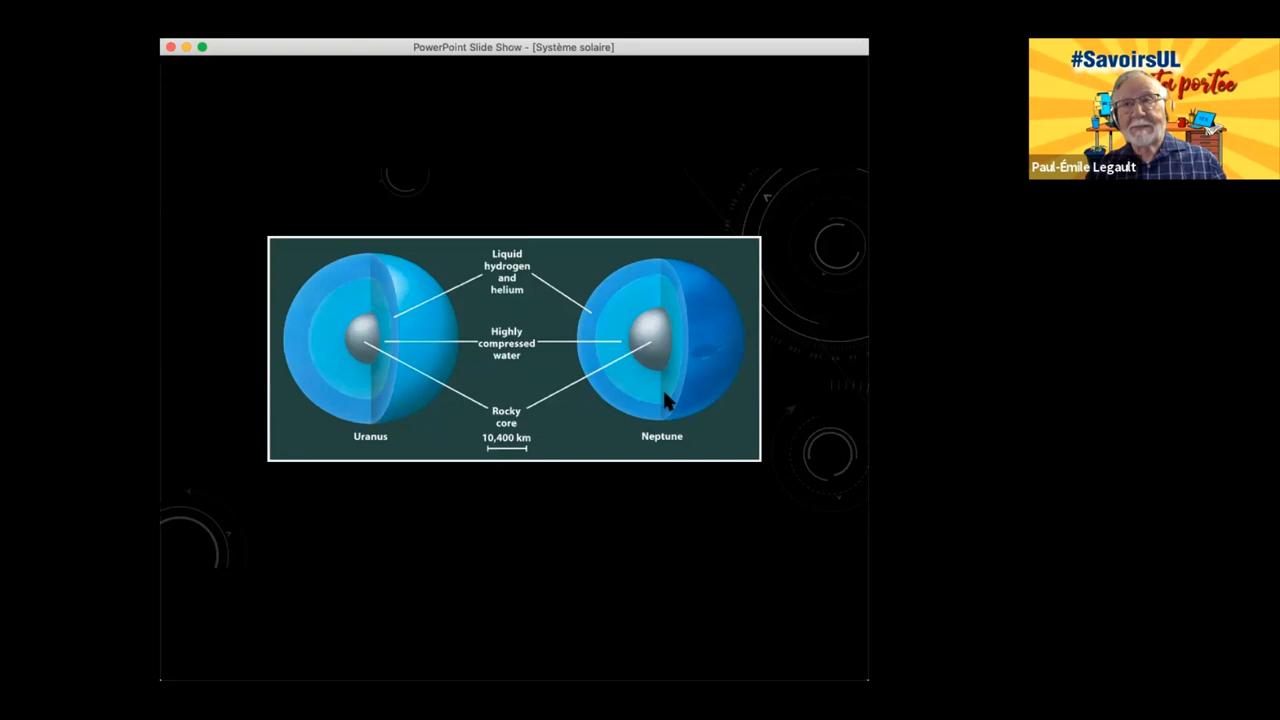 PowerPoint Slide Show - [Système solaire]
#SavoirsUL
ta portée
Paul-Émile Legault
Liquid
hydrogen
and
helium
Highly
compressed
water
Rocky
core
10,400 km
Uranus
Neptune